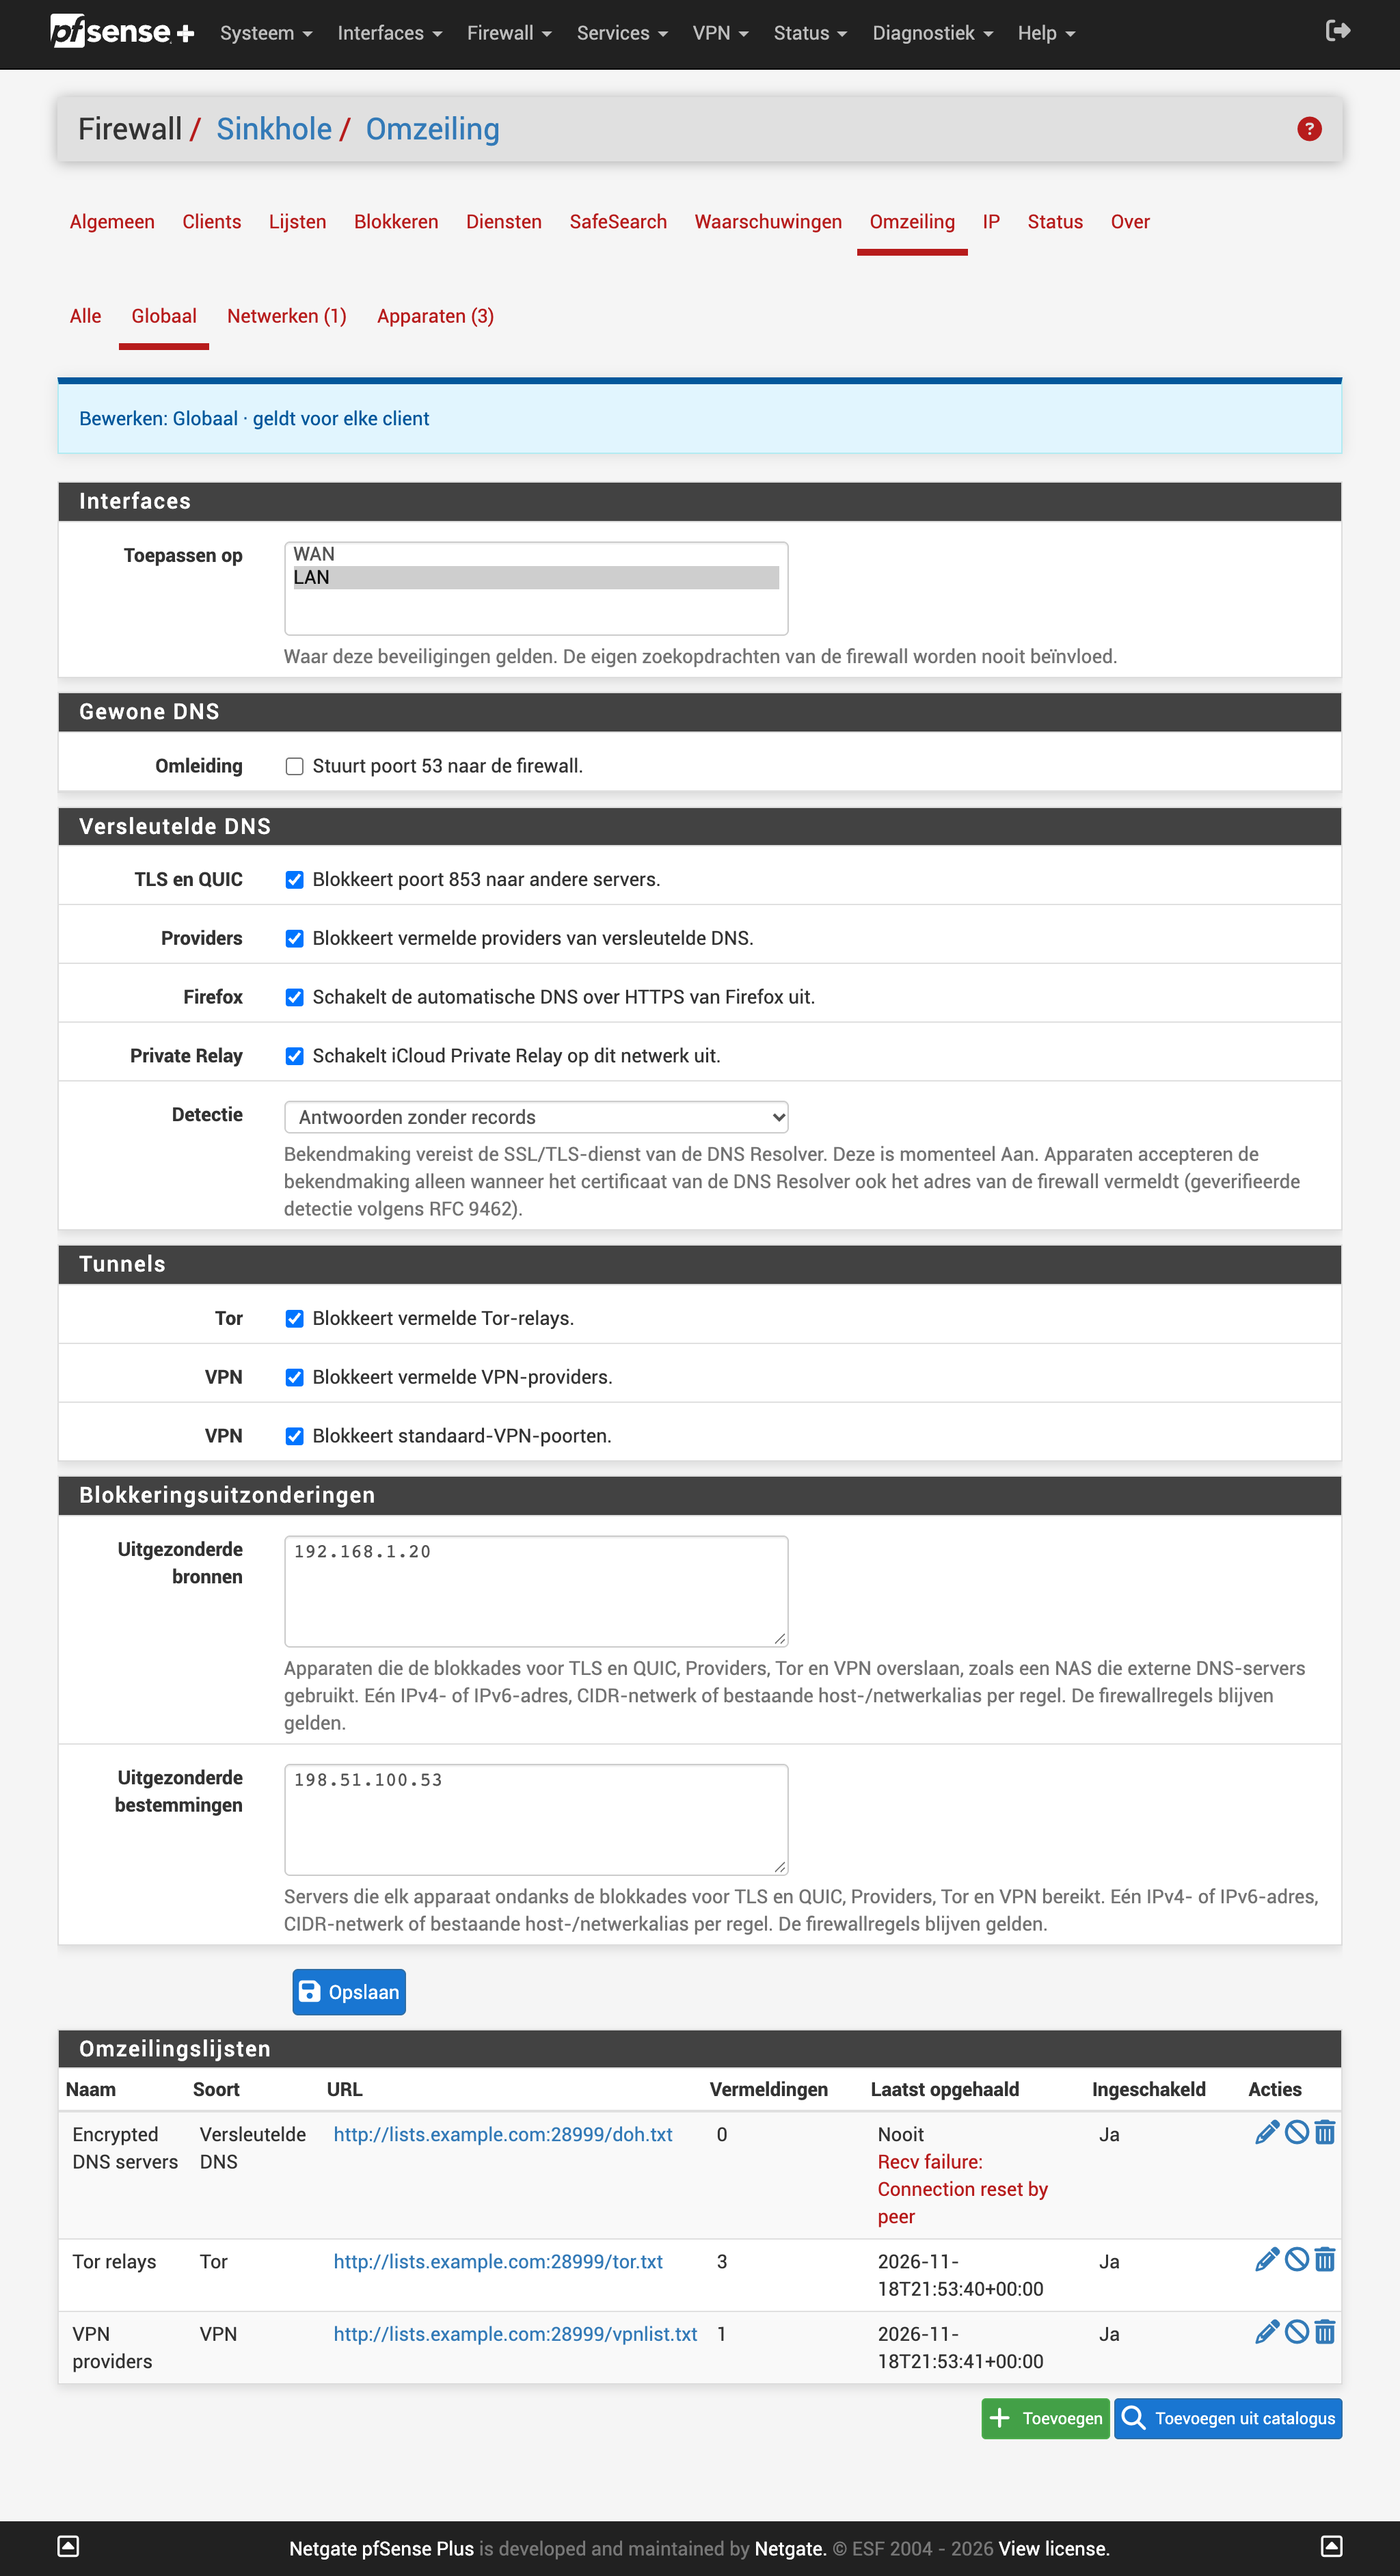 pfsense +
Systeem
Interfaces
Firewall
Services
VPN
Status
Diagnostiek
Help
Firewall / Sinkhole / Omzeiling
?
Algemeen
Clients
Lijsten
Blokkeren
Diensten
SafeSearch
Waarschuwingen
Omzeiling
IP
Status
Over
Alle
Globaal
Netwerken (1)
Apparaten (3)
Bewerken: Globaal · geldt voor elke client
Interfaces
Toepassen op
WAN
LAN
Waar deze beveiligingen gelden. De eigen zoekopdrachten van de firewall worden nooit beïnvloed.
Gewone DNS
Omleiding
Stuurt poort 53 naar de firewall.
Versleutelde DNS
TLS en QUIC
Blokkeert poort 853 naar andere servers.
Providers
Blokkeert vermelde providers van versleutelde DNS.
Firefox
Schakelt de automatische DNS over HTTPS van Firefox uit.
Private Relay
Schakelt iCloud Private Relay op dit netwerk uit.
Detectie
Antwoorden zonder records
Bekendmaking vereist de SSL/TLS-dienst van de DNS Resolver. Deze is momenteel Aan. Apparaten accepteren de
bekendmaking alleen wanneer het certificaat van de DNS Resolver ook het adres van de firewall vermeldt (geverifieerde
detectie volgens RFC 9462).
Tunnels
Tor
Blokkeert vermelde Tor-relays.
VPN
Blokkeert vermelde VPN-providers.
VPN
Blokkeert standaard-VPN-poorten.
Blokkeringsuitzonderingen
Uitgezonderde
bronnen
192.168.1.20
Apparaten die de blokkades voor TLS en QUIC, Providers, Tor en VPN overslaan, zoals een NAS die externe DNS-servers
gebruikt. Eén IPv4- of IPv6-adres, CIDR-netwerk of bestaande host-/netwerkalias per regel. De firewallregels blijven
gelden.
Uitgezonderde
bestemmingen
198.51.100.53
Servers die elk apparaat ondanks de blokkades voor TLS en QUIC, Providers, Tor en VPN bereikt. Eén IPv4- of IPv6-adres,
CIDR-netwerk of bestaande host-/netwerkalias per regel. De firewallregels blijven gelden.
Opslaan
Omzeilingslijsten
Naam
Soort
URL
Vermeldingen
Laatst opgehaald
Ingeschakeld
Acties
Encrypted
DNS servers
Versleutelde
DNS
http://lists.example.com:28999/doh.txt
0
Nooit
Recv failure:
Connection reset by
peer
Ja
Tor relays
Tor
http://lists.example.com:28999/tor.txt
3
2026-11-
18T21:53:40+00:00
Ja
VPN
providers
VPN
http://lists.example.com:28999/vpnlist.txt
1
2026-11-
18T21:53:41+00:00
Ja
Toevoegen
Toevoegen uit catalogus
Netgate pfSense Plus is developed and maintained by Netgate. © ESF 2004 - 2026 View license.